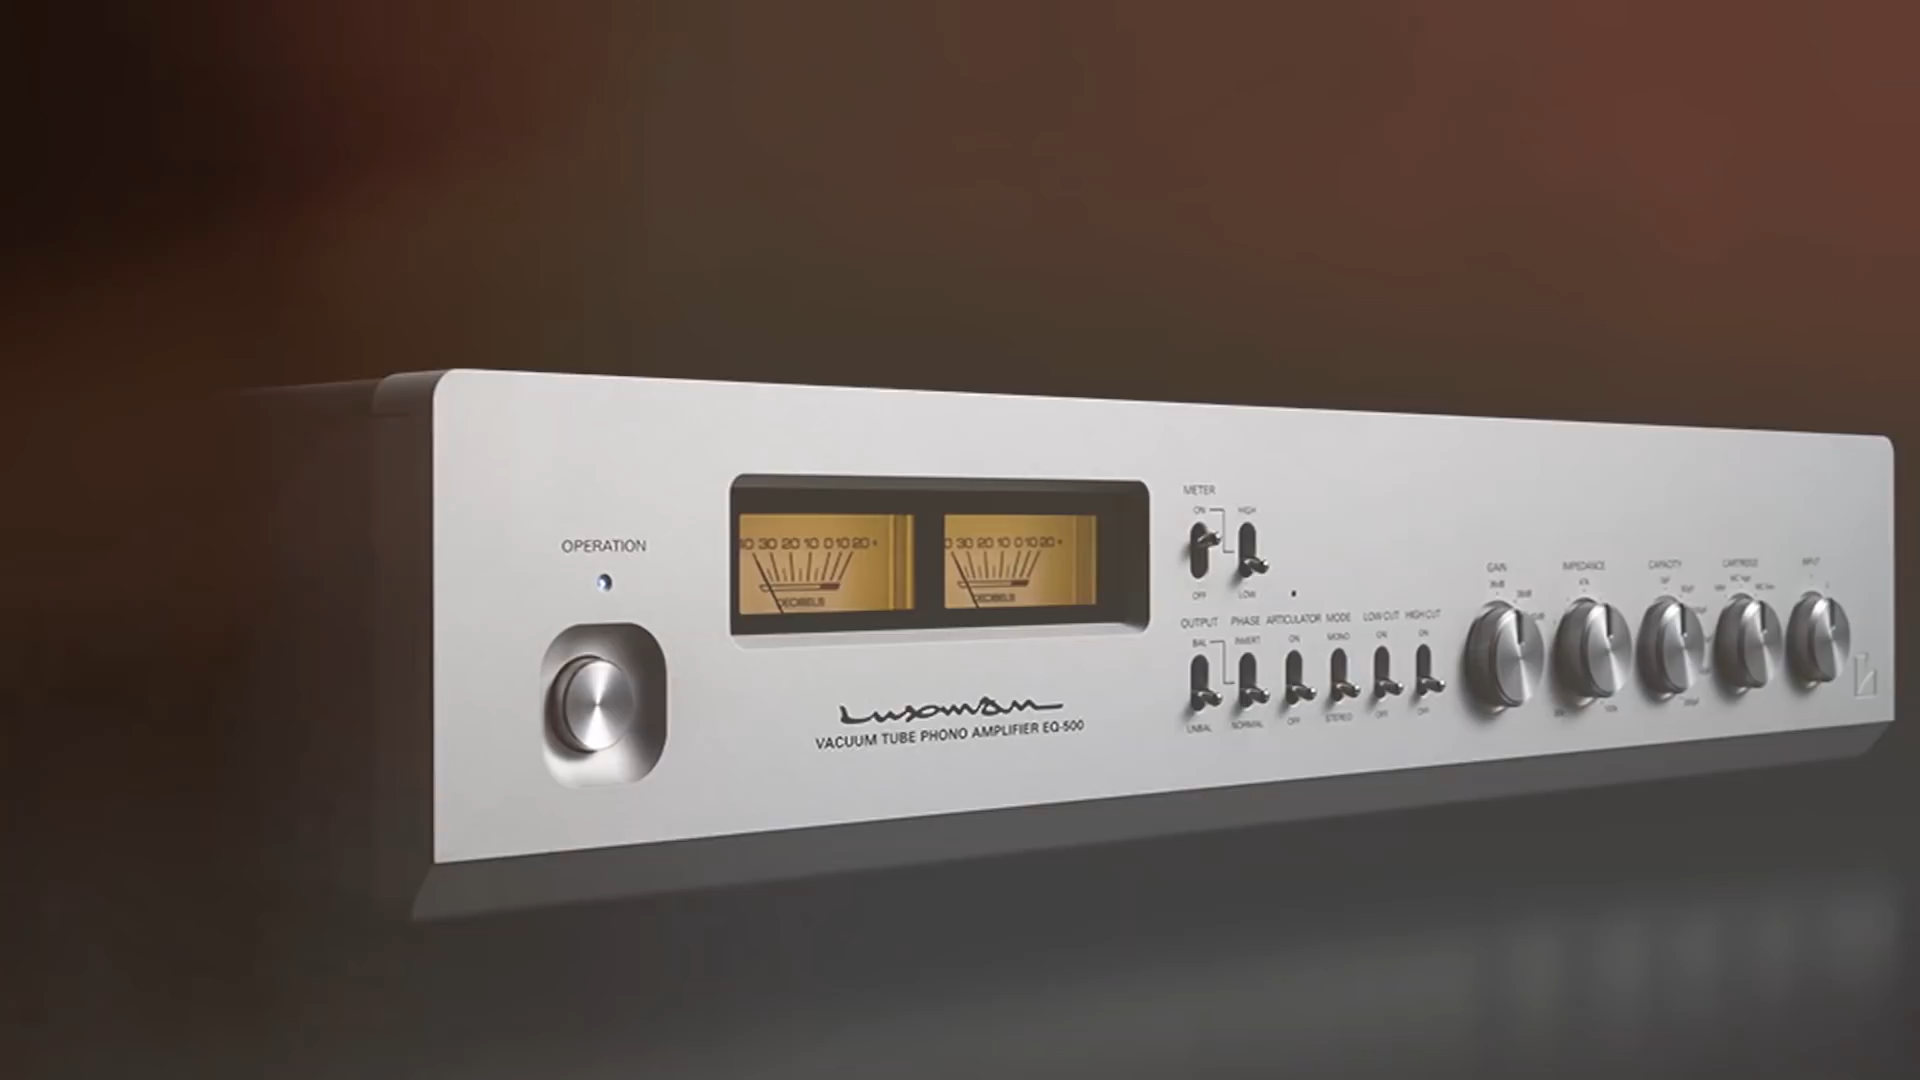 OPERATION
40 30 20 10 0 10 20 +
DECIBELS
30 20 10 0 10 20 +
DECIBELS
LUXMAN
VACUUM TUBE PHONO AMPLIFIER EQ-500
METER
ON HIGH
OFF LOW
OUTPUT PHASE ARTICULATOR MODE LOW CUT HIGH CUT
BAL INVERT ON MONO ON ON
UNBAL NORMAL OFF STEREO OFF OFF
GAIN IMPEDANCE CAPACITY CARTRIDGE INPUT